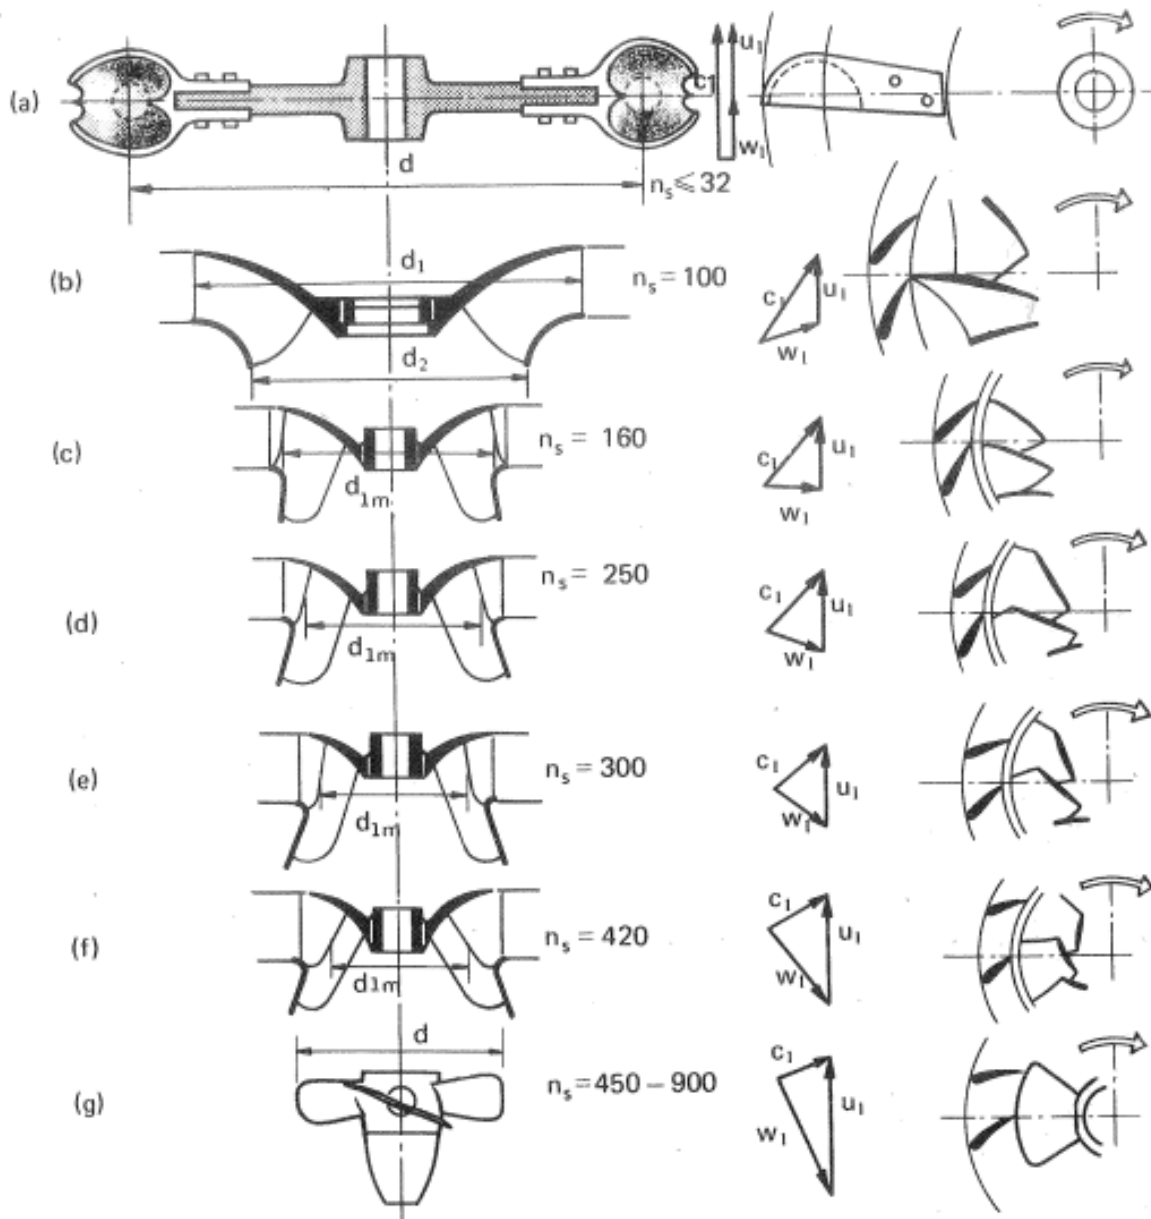 (a)
d
c₁
u₁
w₁
nₛ ⩽ 32
(b)
d₁
d₂
nₛ = 100
c₁
u₁
w₁
(c)
d₁ₘ
nₛ = 160
c₁
u₁
w₁
(d)
d₁ₘ
nₛ = 250
c₁
u₁
w₁
(e)
d₁ₘ
nₛ = 300
c₁
u₁
w₁
(f)
d₁ₘ
nₛ = 420
c₁
u₁
w₁
(g)
d
nₛ = 450 – 900
c₁
u₁
w₁